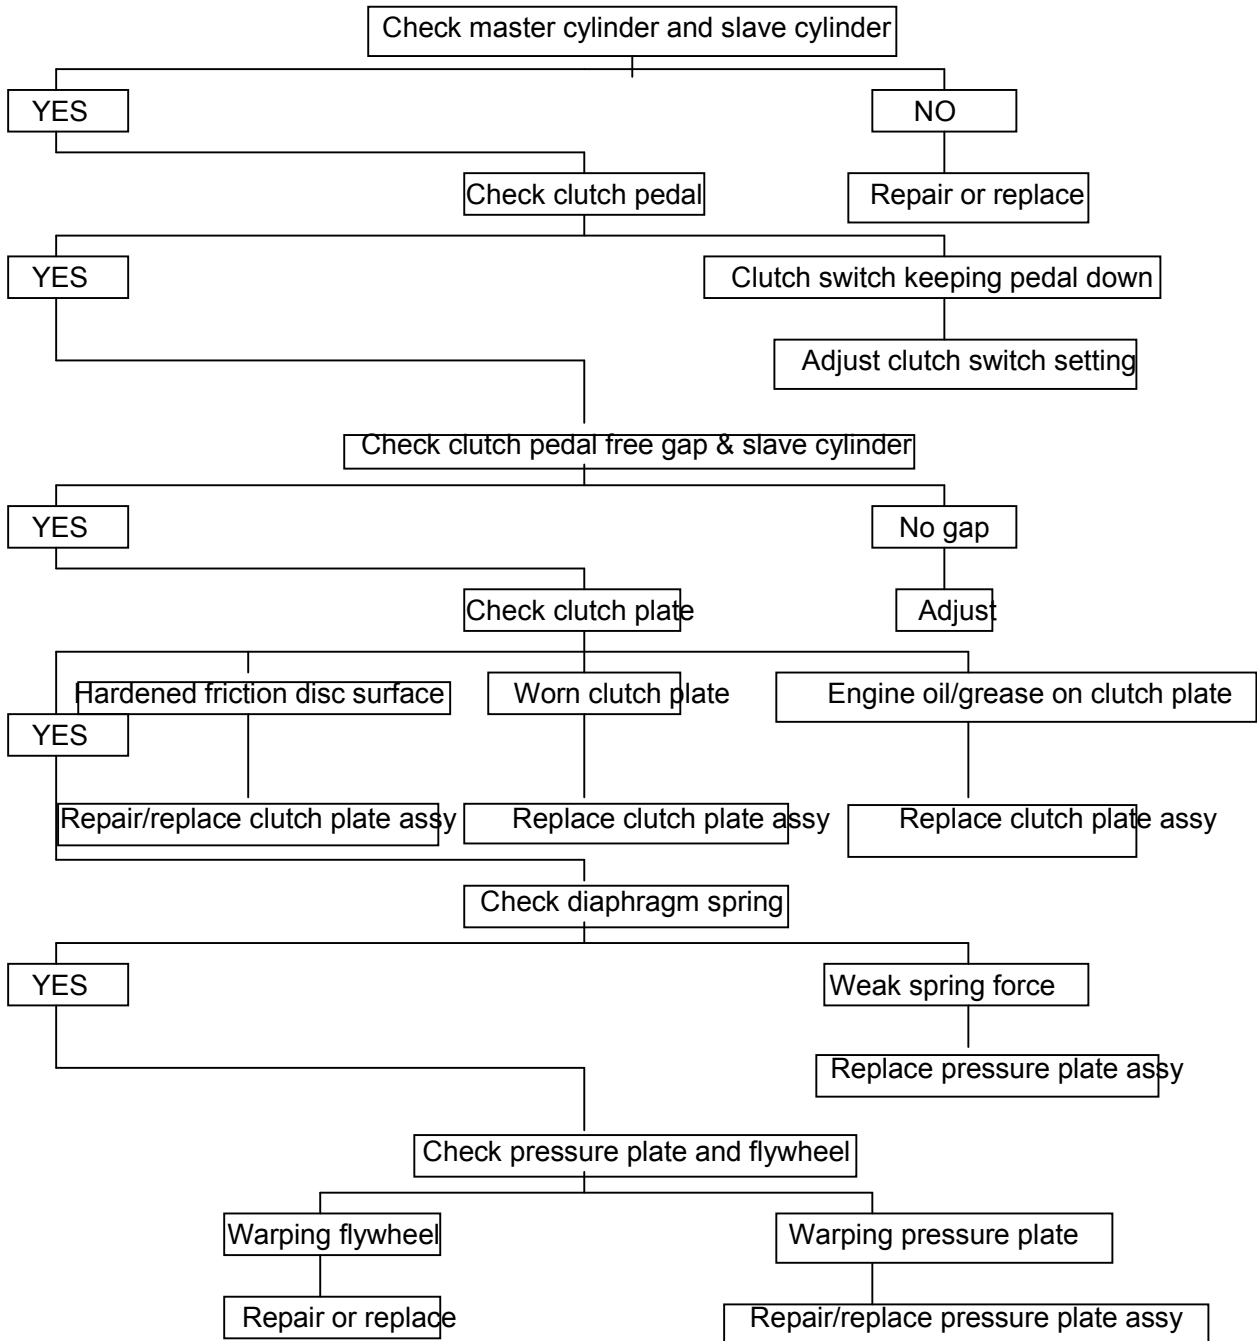 Check master cylinder and slave cylinder
YES
NO
Check clutch pedal
Repair or replace
YES
Clutch switch keeping pedal down
Adjust clutch switch setting
Check clutch pedal free gap & slave cylinder
YES
No gap
Check clutch plate
Adjust
Hardened friction disc surface
Worn clutch plate
Engine oil/grease on clutch plate
YES
Repair/replace clutch plate assy
Replace clutch plate assy
Replace clutch plate assy
Check diaphragm spring
YES
Weak spring force
Replace pressure plate assy
Check pressure plate and flywheel
Warping flywheel
Warping pressure plate
Repair or replace
Repair/replace pressure plate assy